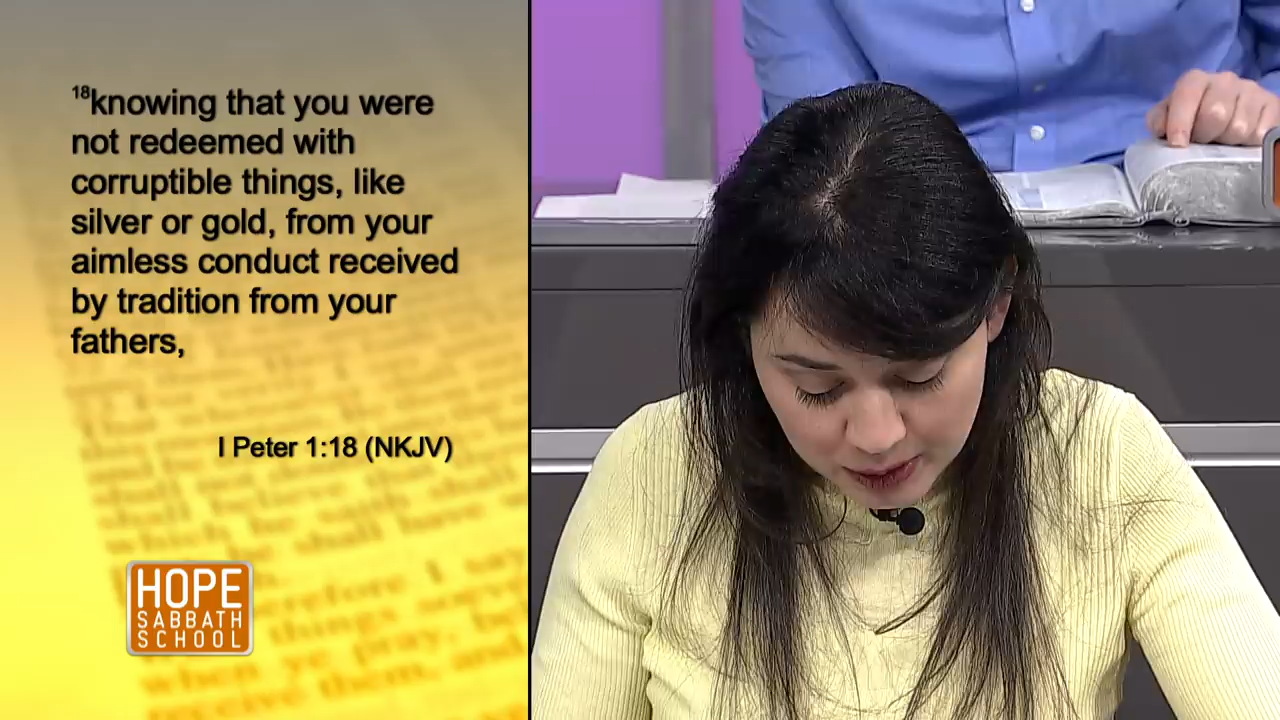 18knowing that you were
not redeemed with
corruptible things, like
silver or gold, from your
aimless conduct received
by tradition from your
fathers,
I Peter 1:18 (NKJV)
HOPE
SABBATH
SCHOOL